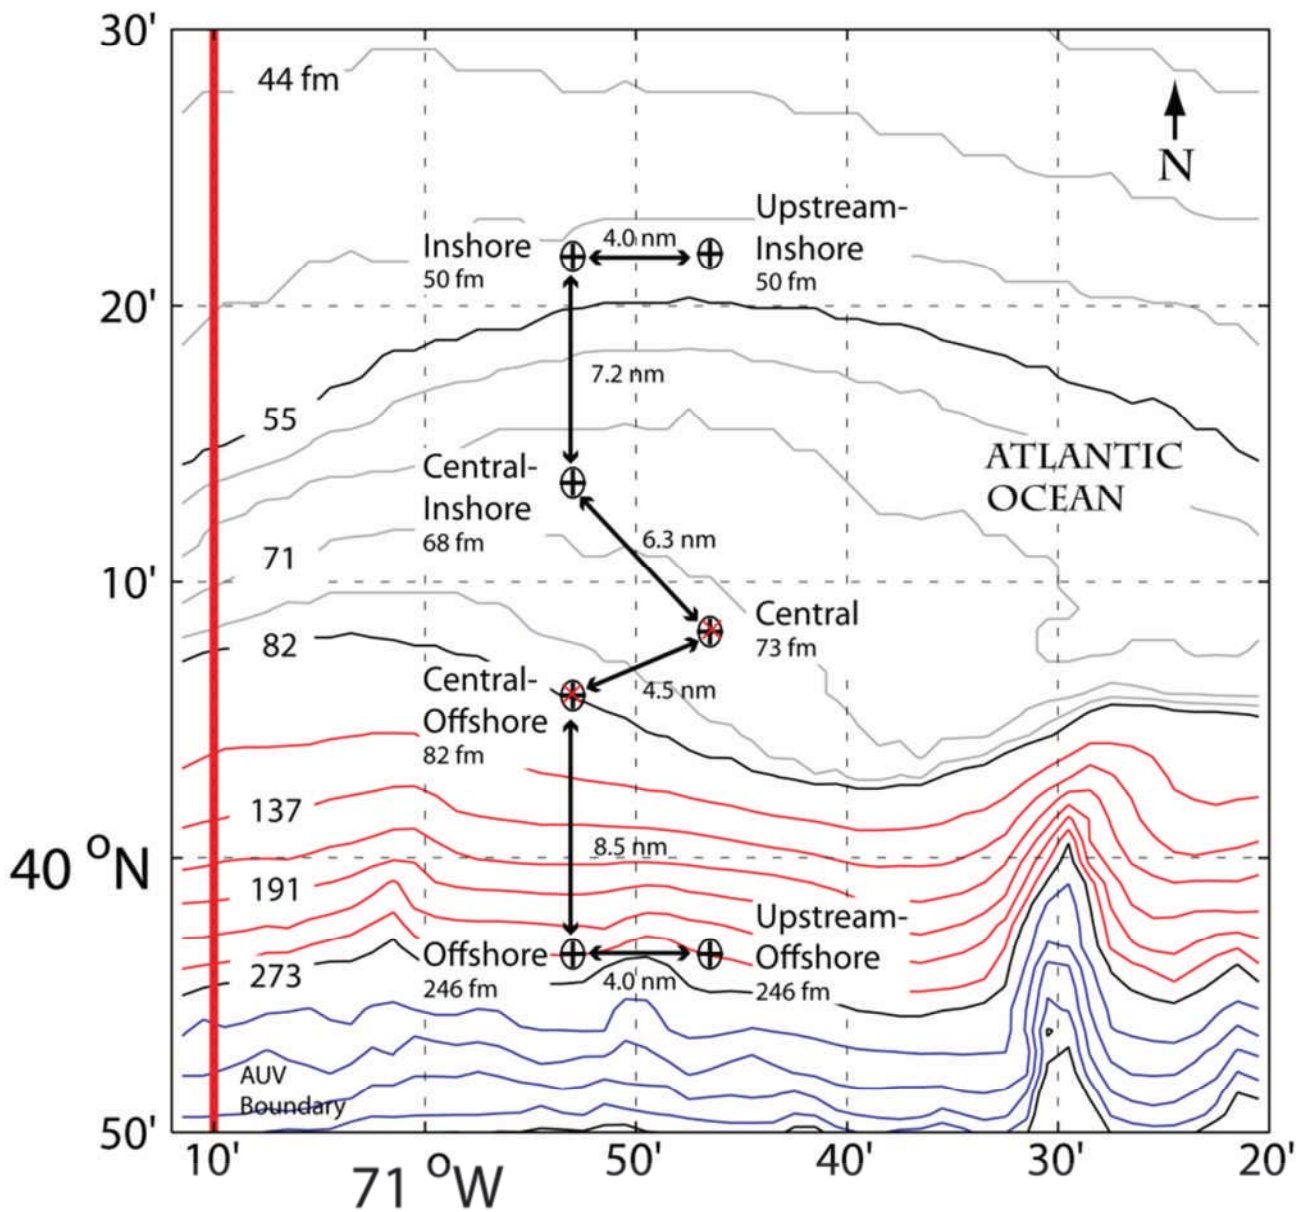 30'
44 fm
N
Upstream-
Inshore
50 fm
4.0 nm
Inshore
50 fm
20'
7.2 nm
55
ATLANTIC
OCEAN
Central-
Inshore
68 fm
71
6.3 nm
10'
Central
73 fm
82
Central-
Offshore
82 fm
4.5 nm
137
8.5 nm
40 °N
191
Upstream-
Offshore
246 fm
Offshore
246 fm
4.0 nm
273
AUV
Boundary
50'
10'
71 °W
50'
40'
30'
20'